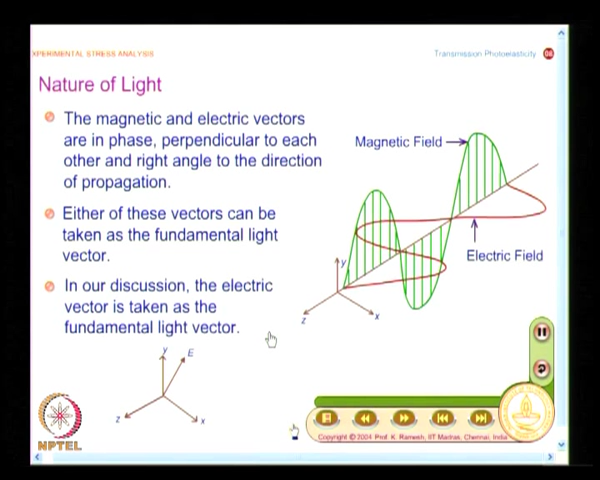 XPERIMENTAL STRESS ANALYSIS
Transmission Photoelasticity 08
Nature of Light
The magnetic and electric vectors
are in phase, perpendicular to each
other and right angle to the direction
of propagation.
Either of these vectors can be
taken as the fundamental light
vector.
In our discussion, the electric
vector is taken as the
fundamental light vector.
Magnetic Field
Electric Field
y
z
x
y
E
z
x
NPTEL
Copyright © 2004 Prof. K. Ramesh, IIT Madras, Chennai, India